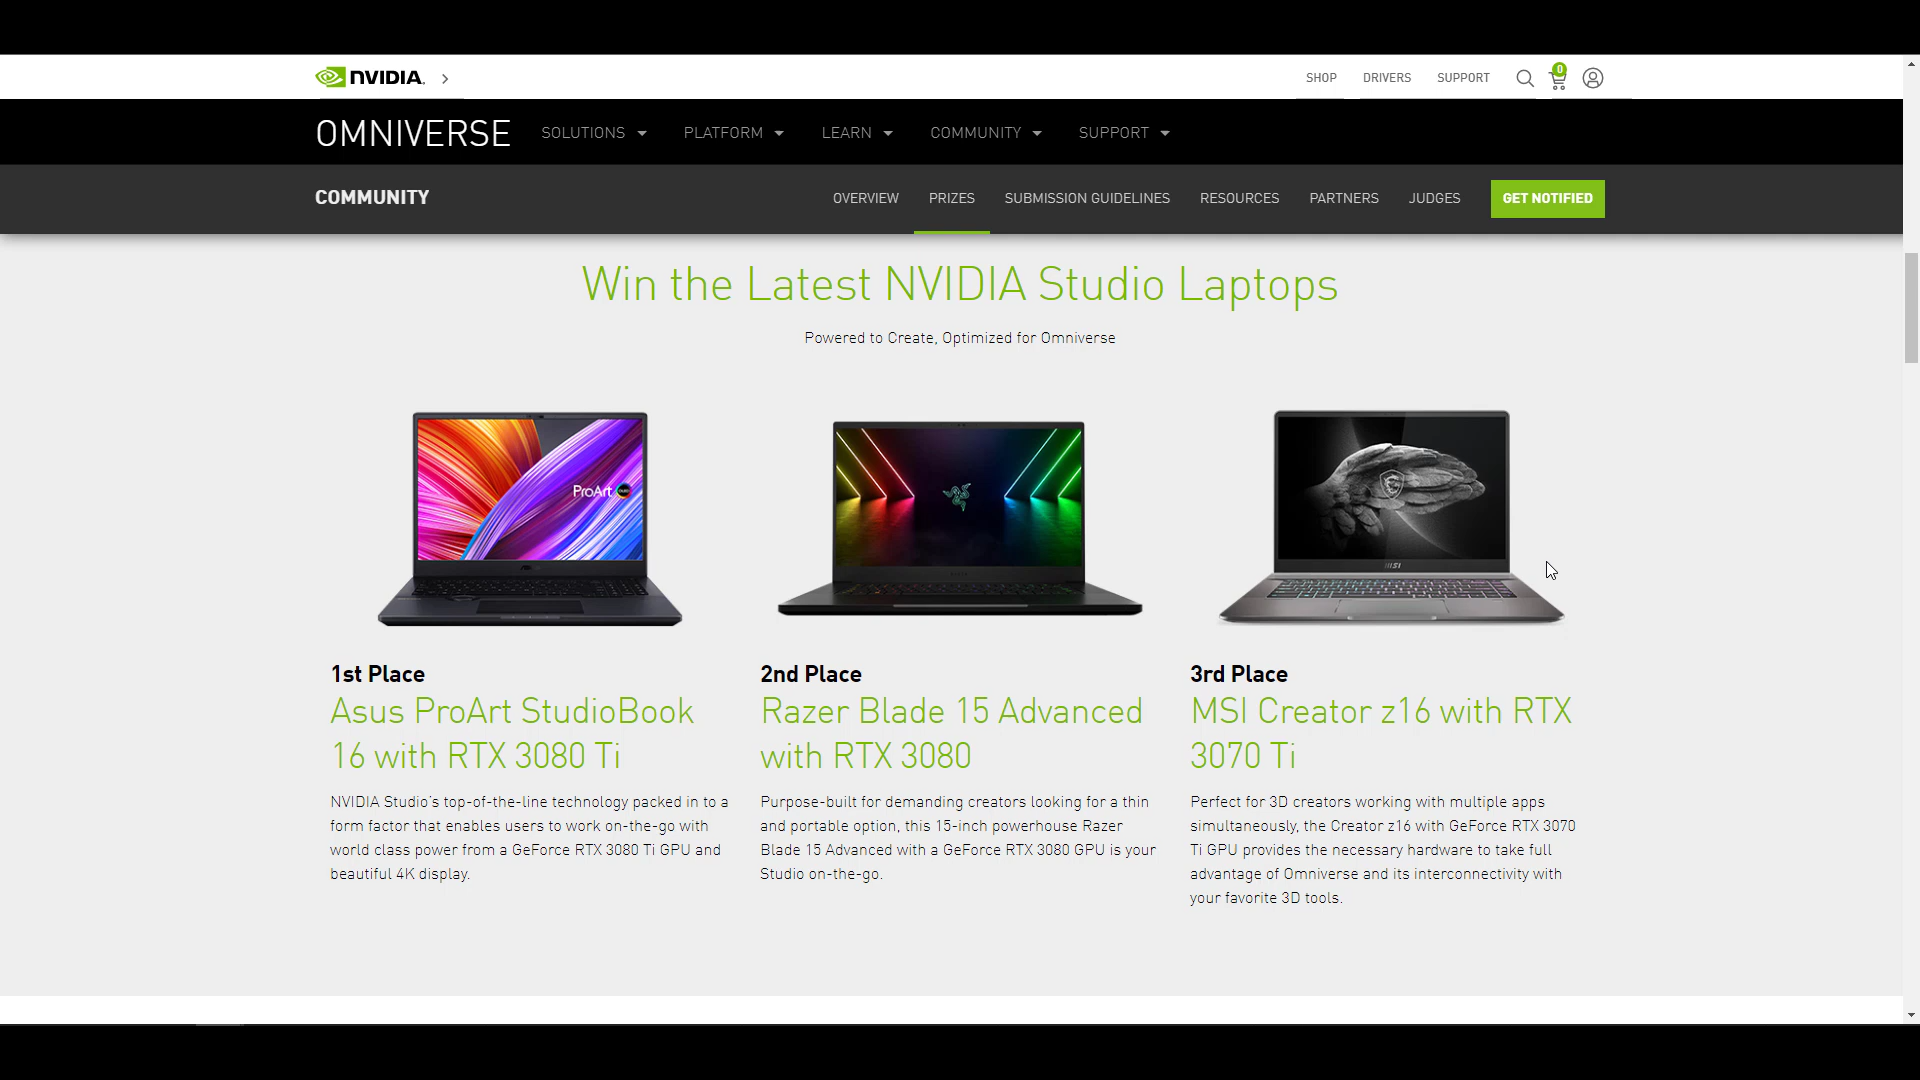 NVIDIA.
SHOP DRIVERS SUPPORT 0
OMNIVERSE SOLUTIONS PLATFORM LEARN COMMUNITY SUPPORT
COMMUNITY OVERVIEW PRIZES SUBMISSION GUIDELINES RESOURCES PARTNERS JUDGES GET NOTIFIED
Win the Latest NVIDIA Studio Laptops
Powered to Create, Optimized for Omniverse
ProArt
msi
1st Place
Asus ProArt StudioBook
16 with RTX 3080 Ti
NVIDIA Studio's top-of-the-line technology packed in to a
form factor that enables users to work on-the-go with
world class power from a GeForce RTX 3080 Ti GPU and
beautiful 4K display.
2nd Place
Razer Blade 15 Advanced
with RTX 3080
Purpose-built for demanding creators looking for a thin
and portable option, this 15-inch powerhouse Razer
Blade 15 Advanced with a GeForce RTX 3080 GPU is your
Studio on-the-go.
3rd Place
MSI Creator z16 with RTX
3070 Ti
Perfect for 3D creators working with multiple apps
simultaneously, the Creator z16 with GeForce RTX 3070
Ti GPU provides the necessary hardware to take full
advantage of Omniverse and its interconnectivity with
your favorite 3D tools.